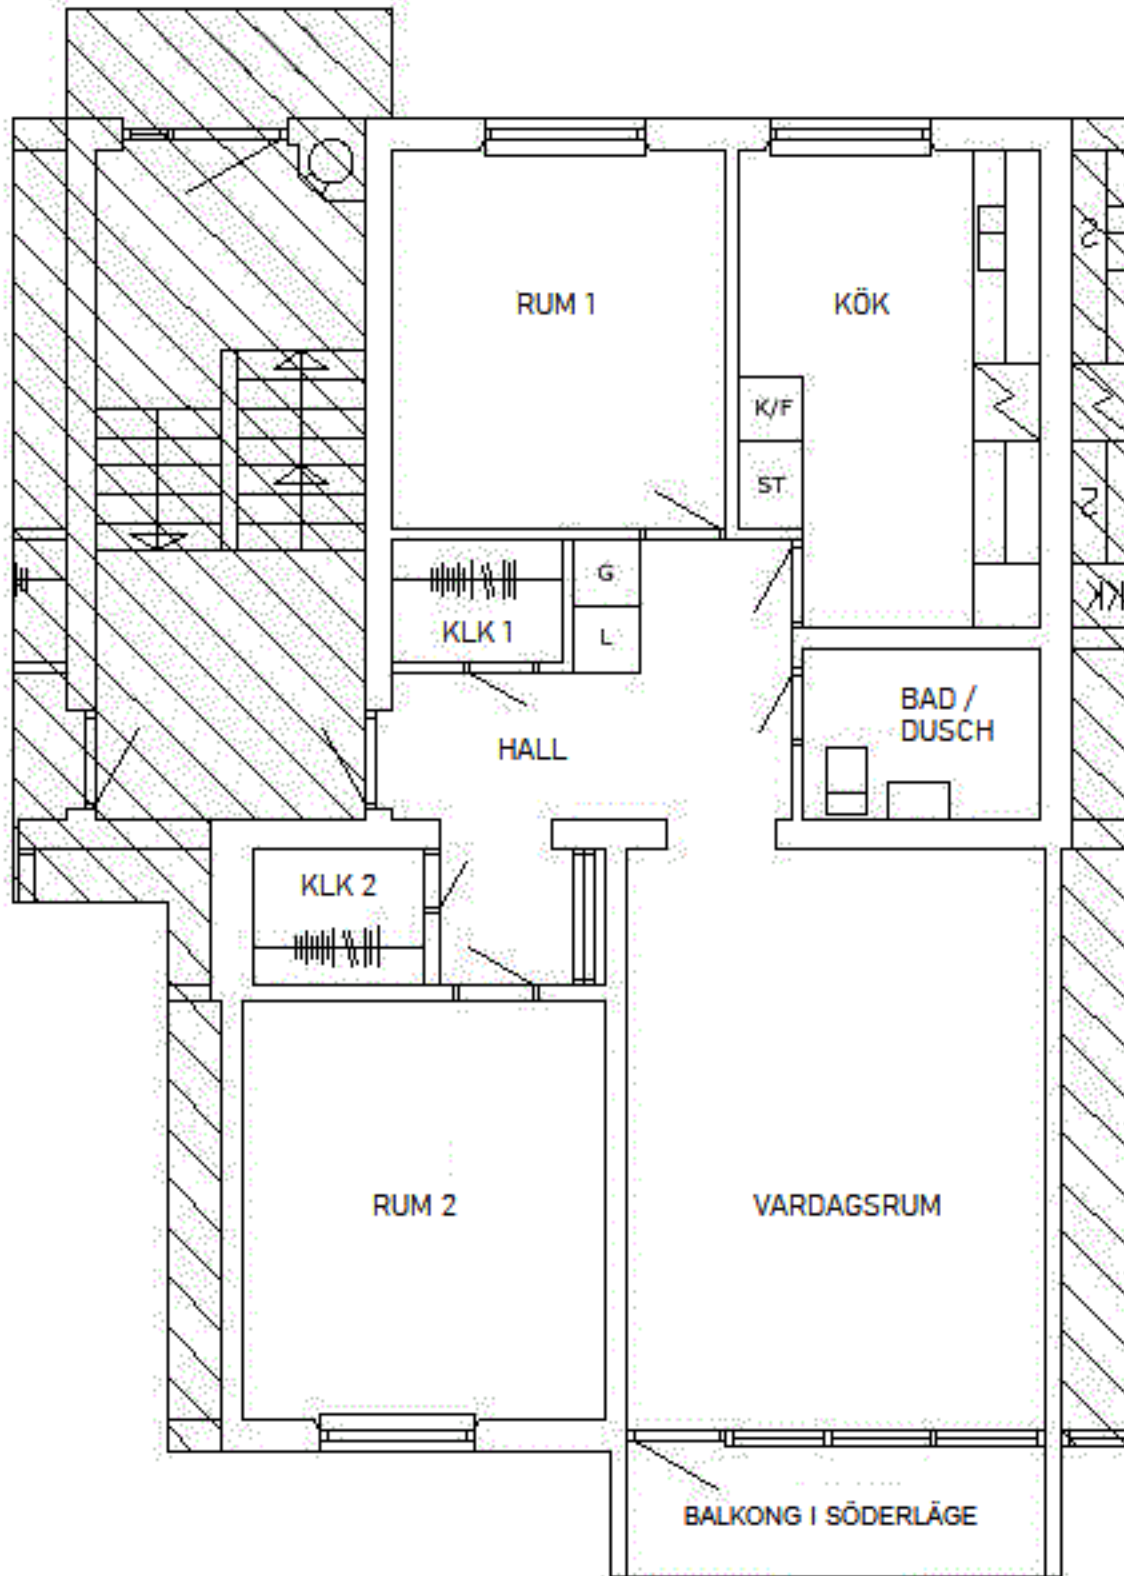 RUM 1
KÖK
K/F
ST
G
L
KLK 1
HALL
BAD /
DUSCH
KLK 2
RUM 2
VARDAGSRUM
BALKONG I SÖDERLÄGE